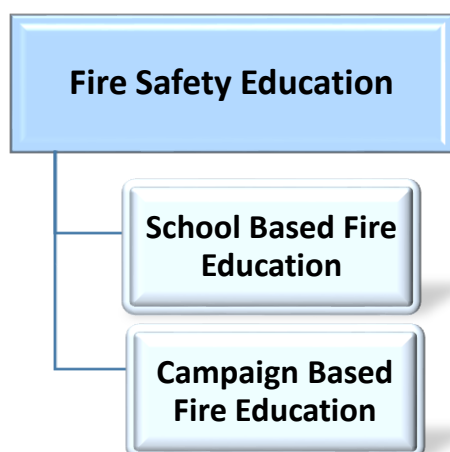 Fire Safety Education
School Based Fire
Education
Campaign Based
Fire Education